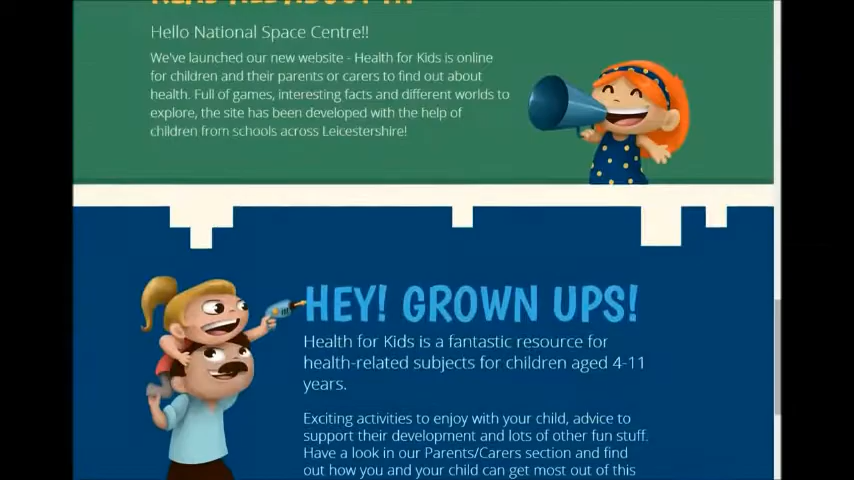 Hello National Space Centre!!
We've launched our new website - Health for Kids is online
for children and their parents or carers to find out about
health. Full of games, interesting facts and different worlds to
explore, the site has been developed with the help of
children from schools across Leicestershire!
HEY! GROWN UPS!
Health for Kids is a fantastic resource for
health-related subjects for children aged 4-11
years.
Exciting activities to enjoy with your child, advice to
support their development and lots of other fun stuff.
Have a look in our Parents/Carers section and find
out how you and your child can get most out of this